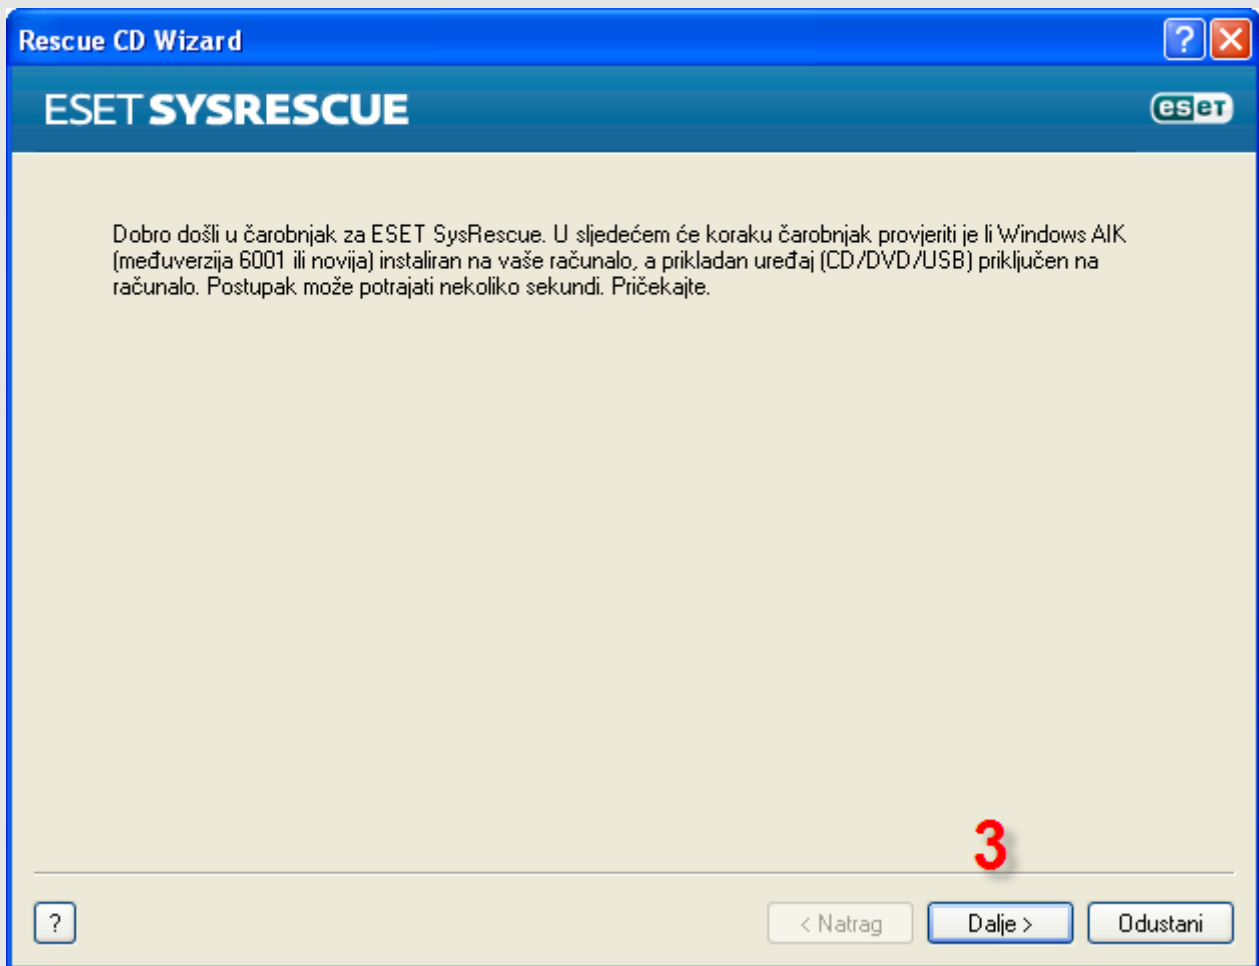 Rescue CD Wizard
ESET SYSRESCUE
eset
Dobro došli u čarobnjak za ESET SysRescue. U sljedećem će koraku čarobnjak provjeriti je li Windows AIK
(međuverzija 6001 ili novija) instaliran na vaše računalo, a prikladan uređaj (CD/DVD/USB) priključen na
računalo. Postupak može potrajati nekoliko sekundi. Pričekajte.
3
?
< Natrag
Dalje >
Odustani